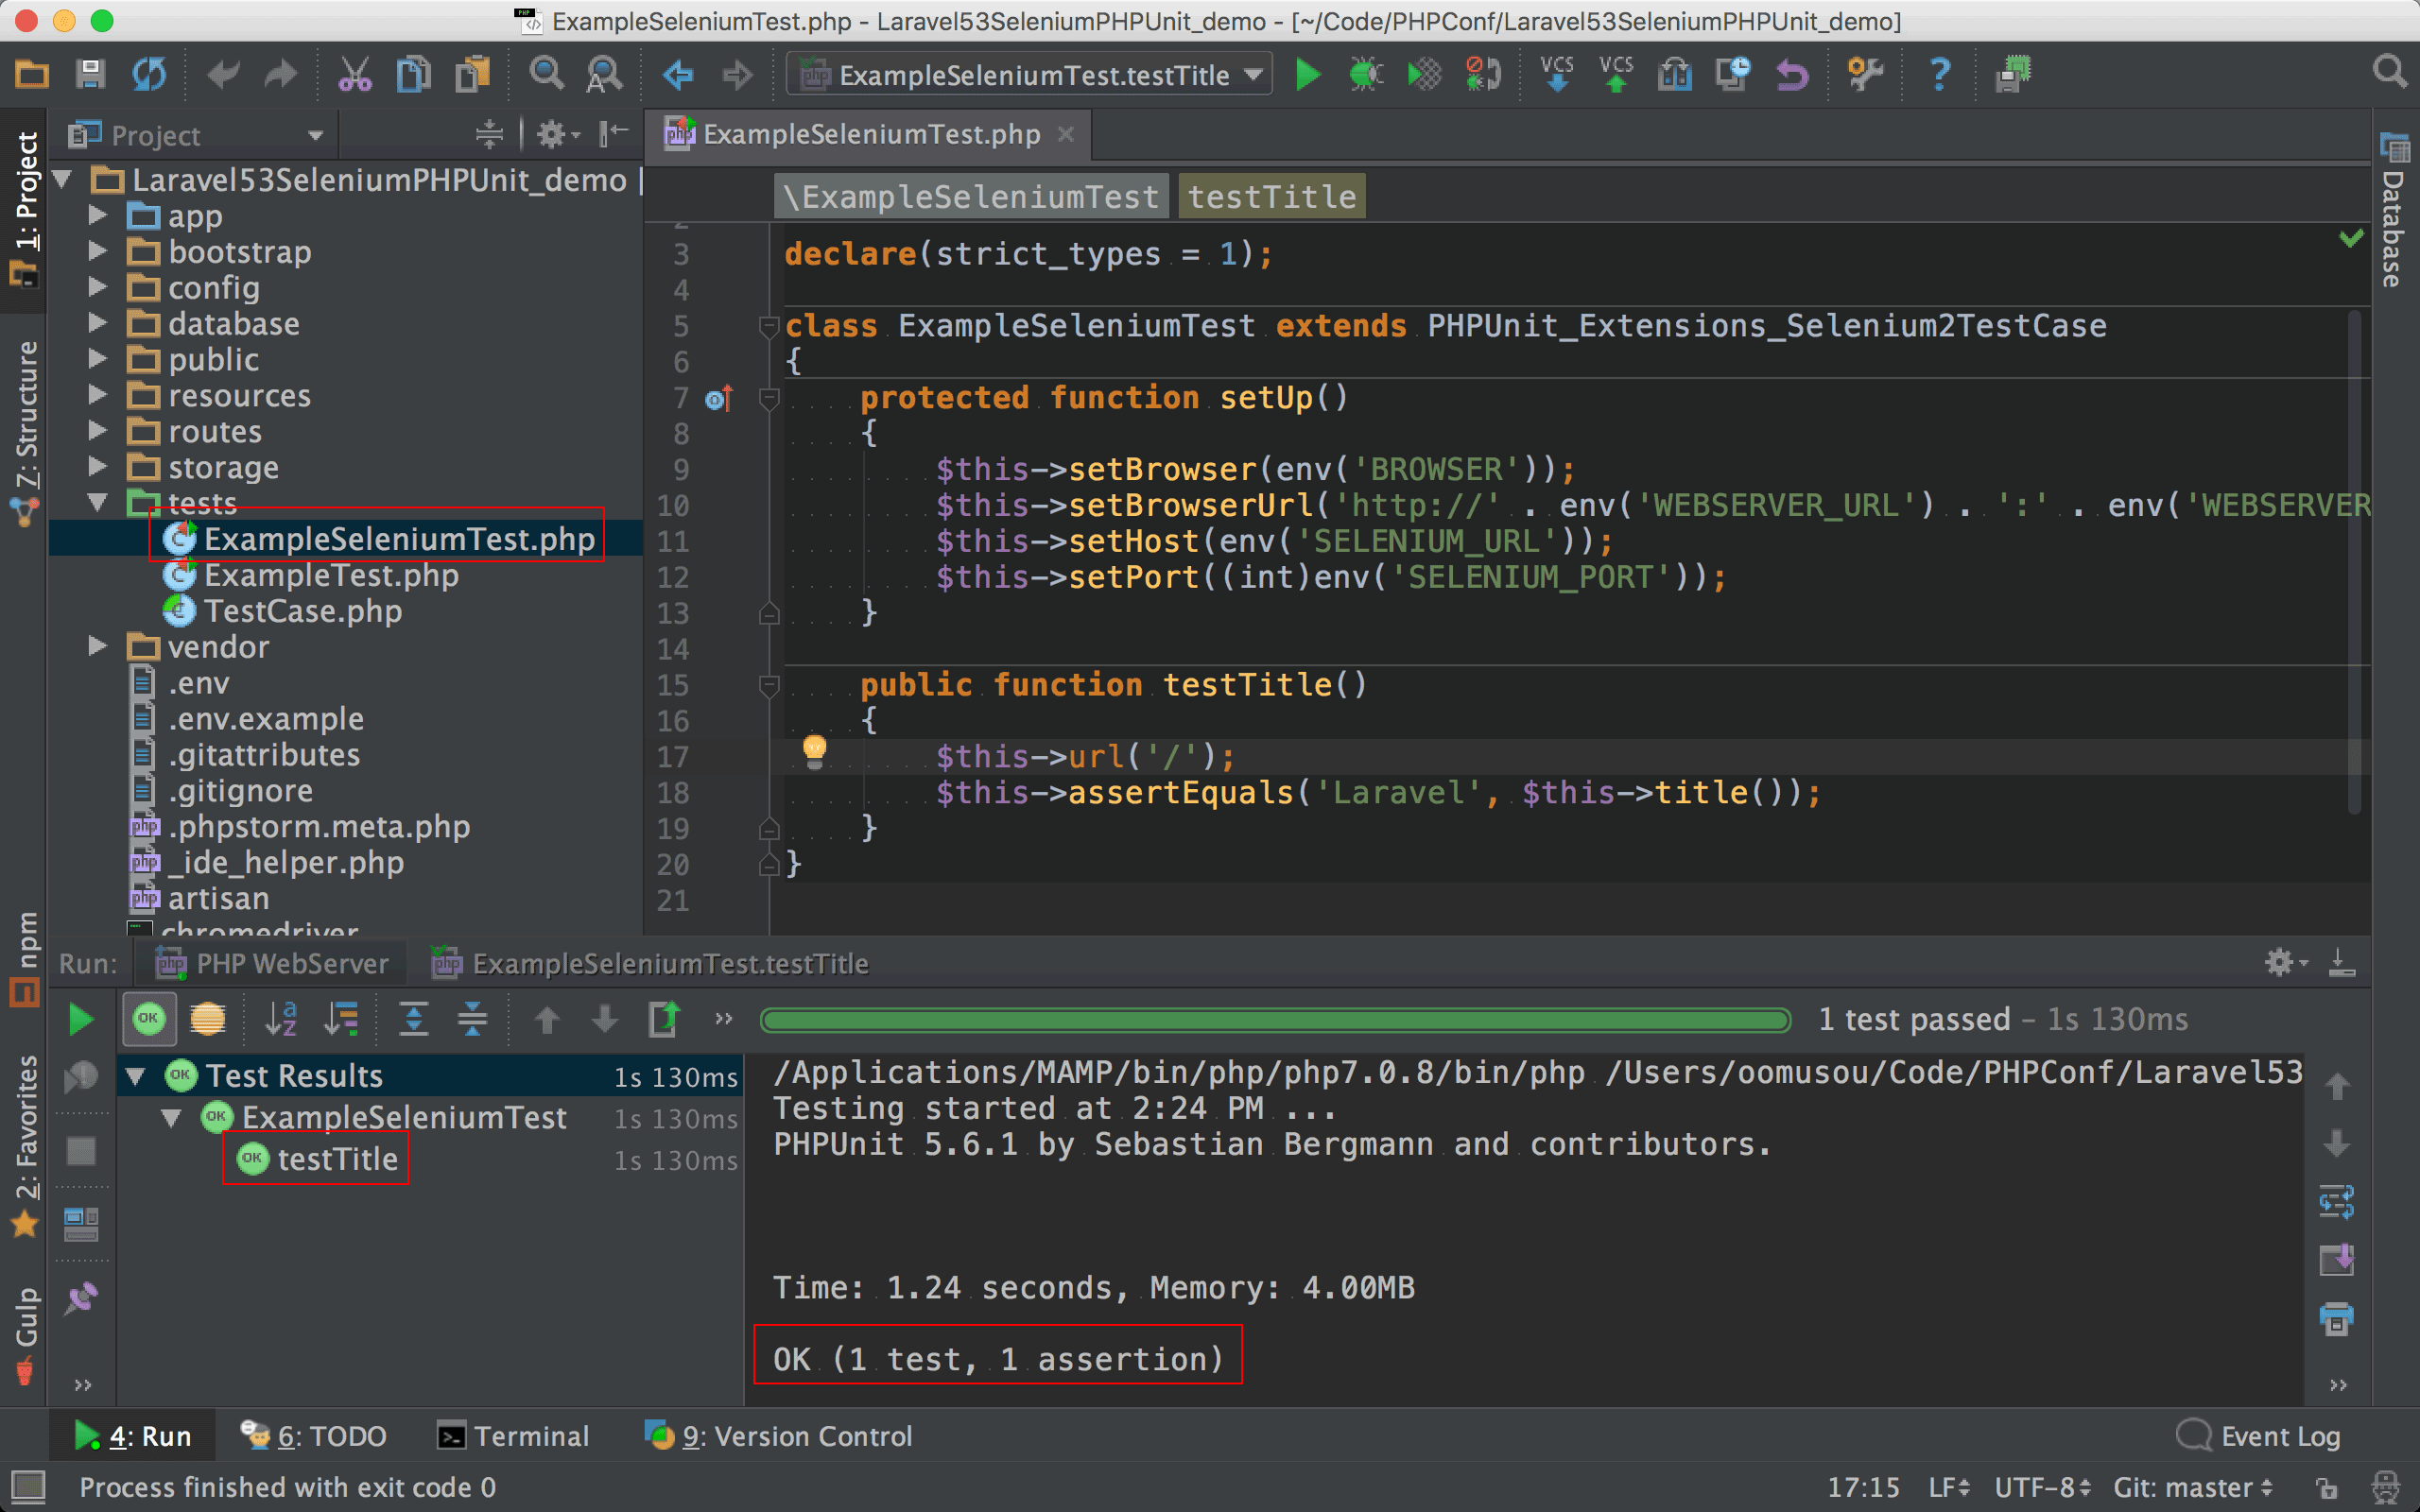 ExampleSeleniumTest.php - Laravel53SeleniumPHPUnit_demo - [~/Code/PHPConf/Laravel53SeleniumPHPUnit_demo]
ExampleSeleniumTest.testTitle
VCS
VCS
Project
ExampleSeleniumTest.php
1: Project
7: Structure
npm
2: Favorites
Gulp
Database
Laravel53SeleniumPHPUnit_demo
app
bootstrap
config
database
public
resources
routes
storage
tests
ExampleSeleniumTest.php
ExampleTest.php
TestCase.php
vendor
.env
.env.example
.gitattributes
.gitignore
.phpstorm.meta.php
_ide_helper.php
artisan
chromedriver
\ExampleSeleniumTest testTitle
2
3 declare(strict_types = 1);
4
5 class ExampleSeleniumTest extends PHPUnit_Extensions_Selenium2TestCase
6 {
7 protected function setUp()
8 {
9 $this->setBrowser(env('BROWSER'));
10 $this->setBrowserUrl('http://' . env('WEBSERVER_URL') . ':' . env('WEBSERVER
11 $this->setHost(env('SELENIUM_URL'));
12 $this->setPort((int)env('SELENIUM_PORT'));
13 }
14
15 public function testTitle()
16 {
17 $this->url('/');
18 $this->assertEquals('Laravel', $this->title());
19 }
20 }
21
Run: PHP WebServer ExampleSeleniumTest.testTitle
OK
1 test passed – 1s 130ms
OK Test Results 1s 130ms
OK ExampleSeleniumTest 1s 130ms
OK testTitle 1s 130ms
/Applications/MAMP/bin/php/php7.0.8/bin/php /Users/oomusou/Code/PHPConf/Laravel53
Testing started at 2:24 PM ...
PHPUnit 5.6.1 by Sebastian Bergmann and contributors.
Time: 1.24 seconds, Memory: 4.00MB
OK (1 test, 1 assertion)
4: Run 6: TODO Terminal 9: Version Control Event Log
Process finished with exit code 0 17:15 LF UTF-8 Git: master